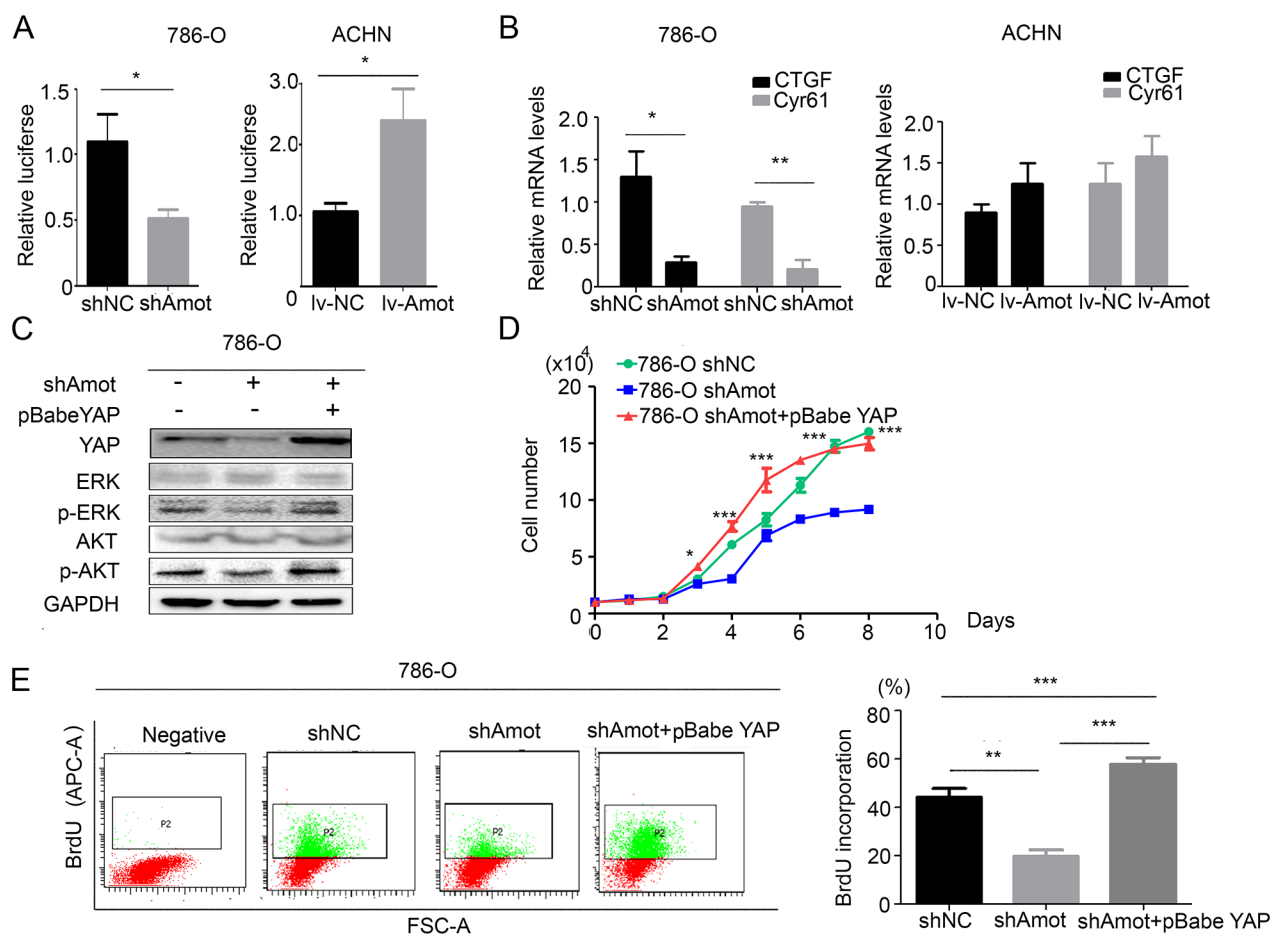 A
786-O
ACHN
*
*
Relative luciferse
1.5
1.0
0.5
0
shNC shAmot
Relative luciferse
3.0
2.0
1.0
0
lv-NC lv-Amot
B
786-O
ACHN
CTGF
Cyr61
CTGF
Cyr61
*
**
Relative mRNA levels
2.0
1.5
1.0
0.5
0
shNC shAmot shNC shAmot
Relative mRNA levels
2.0
1.5
1.0
0.5
0
lv-NC lv-Amot lv-NC lv-Amot
C
786-O
shAmot - + +
pBabeYAP - - +
YAP
ERK
p-ERK
AKT
p-AKT
GAPDH
D
(x10⁴)
786-O shNC
786-O shAmot
786-O shAmot+pBabe YAP
Cell number
20
15
10
5
0
* *** *** *** ***
0 2 4 6 8 10
Days
E
786-O
Negative shNC shAmot shAmot+pBabe YAP
BrdU (APC-A)
P2 P2 P2 P2
FSC-A
(%)
***
***
**
BrdU incorporation
80
60
40
20
0
shNC shAmot shAmot+pBabe YAP